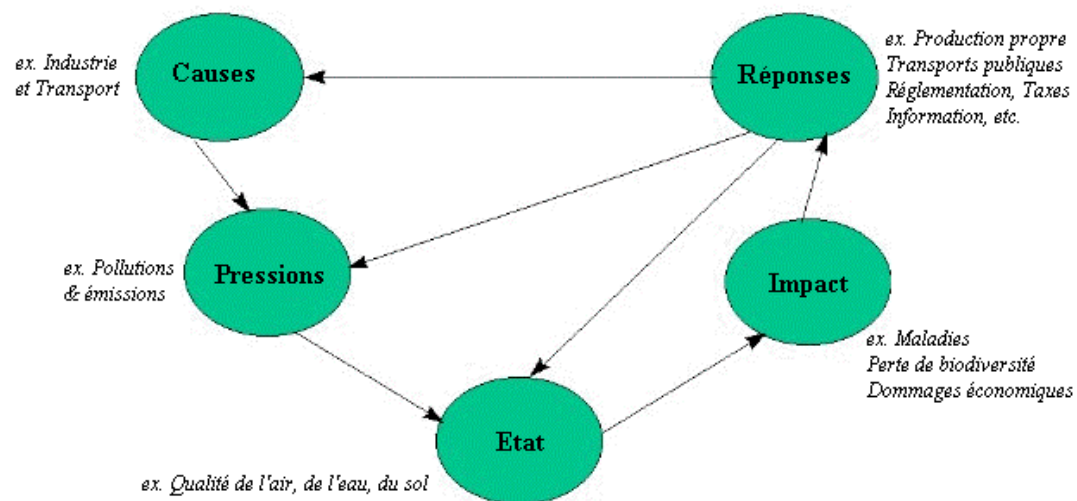 ex. Industrie
et Transport
Causes
Réponses
ex. Production propre
Transports publiques
Réglementation, Taxes
Information, etc.
ex. Pollutions
& émissions
Pressions
Impact
ex. Maladies
Perte de biodiversité
Dommages économiques
Etat
ex. Qualité de l'air, de l'eau, du sol